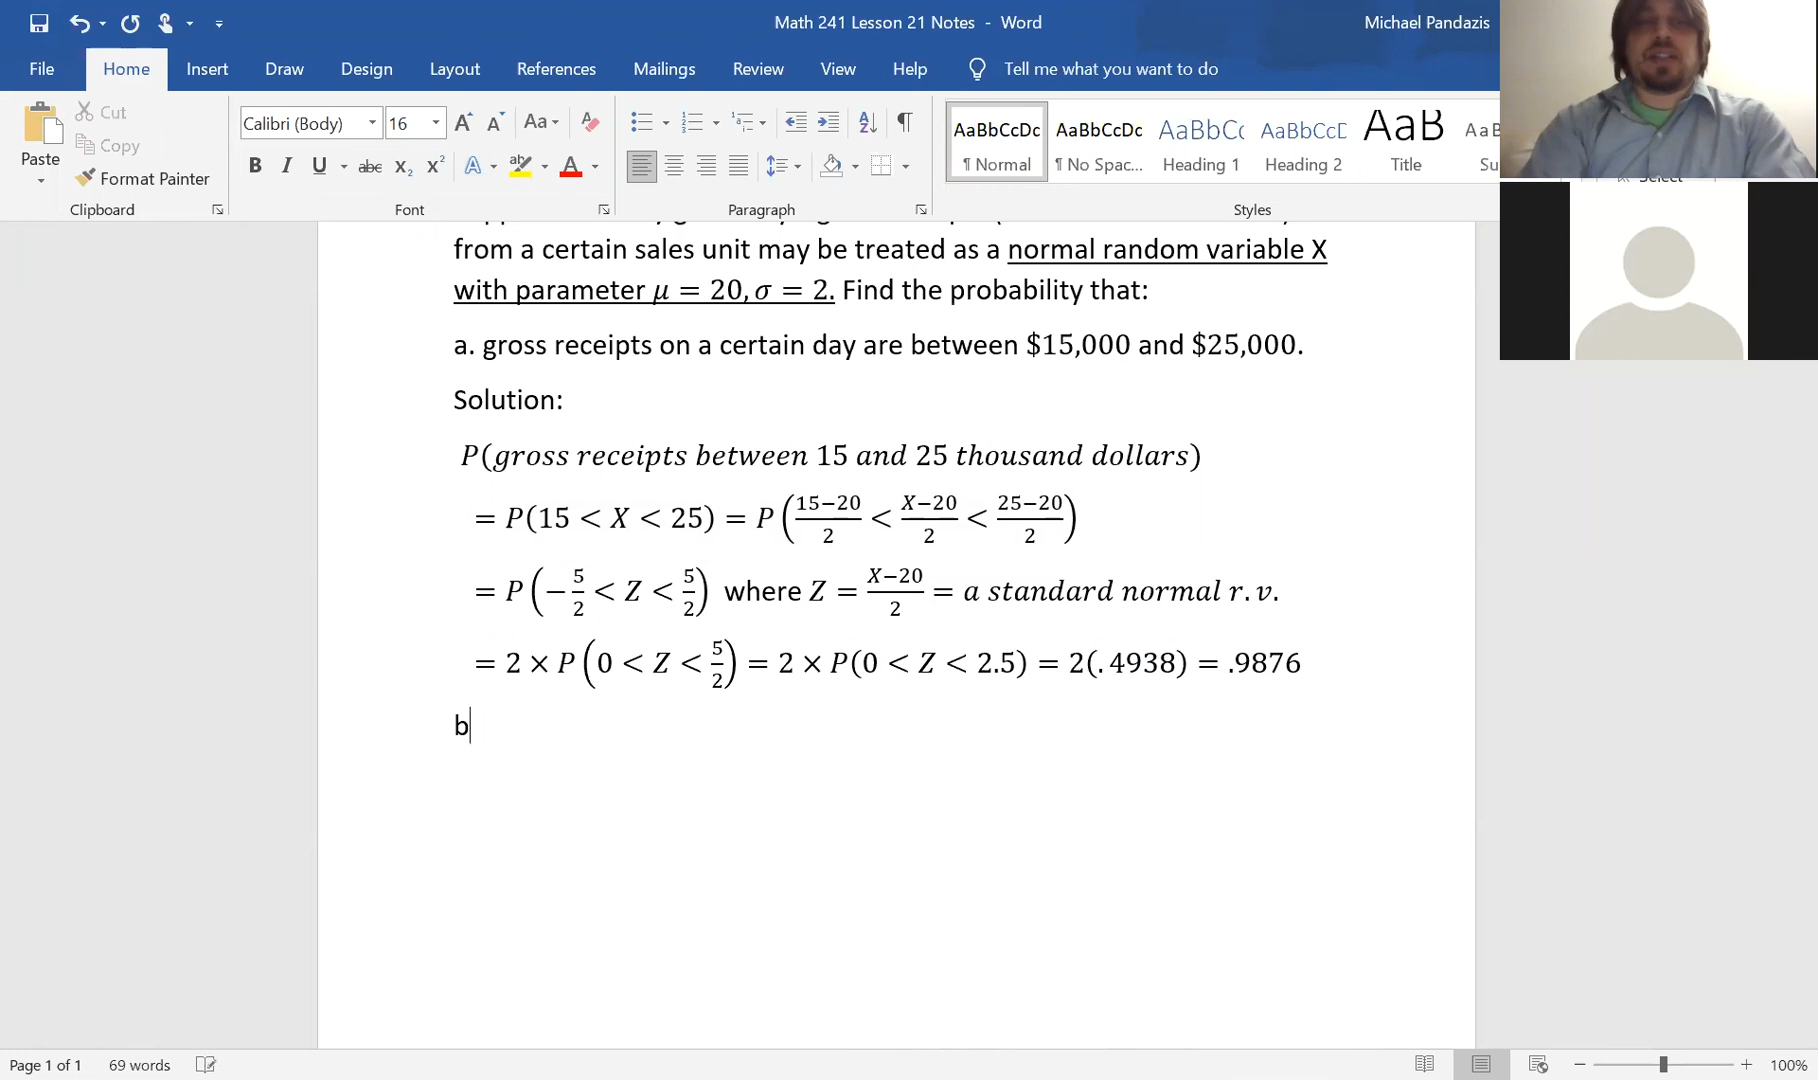 Math 241 Lesson 21 Notes - Word
Michael Pandazis
File Home Insert Draw Design Layout References Mailings Review View Help Tell me what you want to do
Paste
Cut
Copy
Format Painter
Clipboard
Calibri (Body) 16
Font
Paragraph
AaBbCcDc
¶ Normal
AaBbCcDc
¶ No Spac...
AaBbCc
Heading 1
AaBbCcD
Heading 2
AaB
Title
Aa
Su
Styles
Select
from a certain sales unit may be treated as a normal random variable X
with parameter μ = 20, σ = 2. Find the probability that:
a. gross receipts on a certain day are between $15,000 and $25,000.
Solution:
P(gross receipts between 15 and 25 thousand dollars)
= P(15 < X < 25) = P((15−20)/2 < (X−20)/2 < (25−20)/2)
= P(−5/2 < Z < 5/2) where Z = (X−20)/2 = a standard normal r.v.
= 2 × P(0 < Z < 5/2) = 2 × P(0 < Z < 2.5) = 2(.4938) = .9876
b
Page 1 of 1 69 words 100%